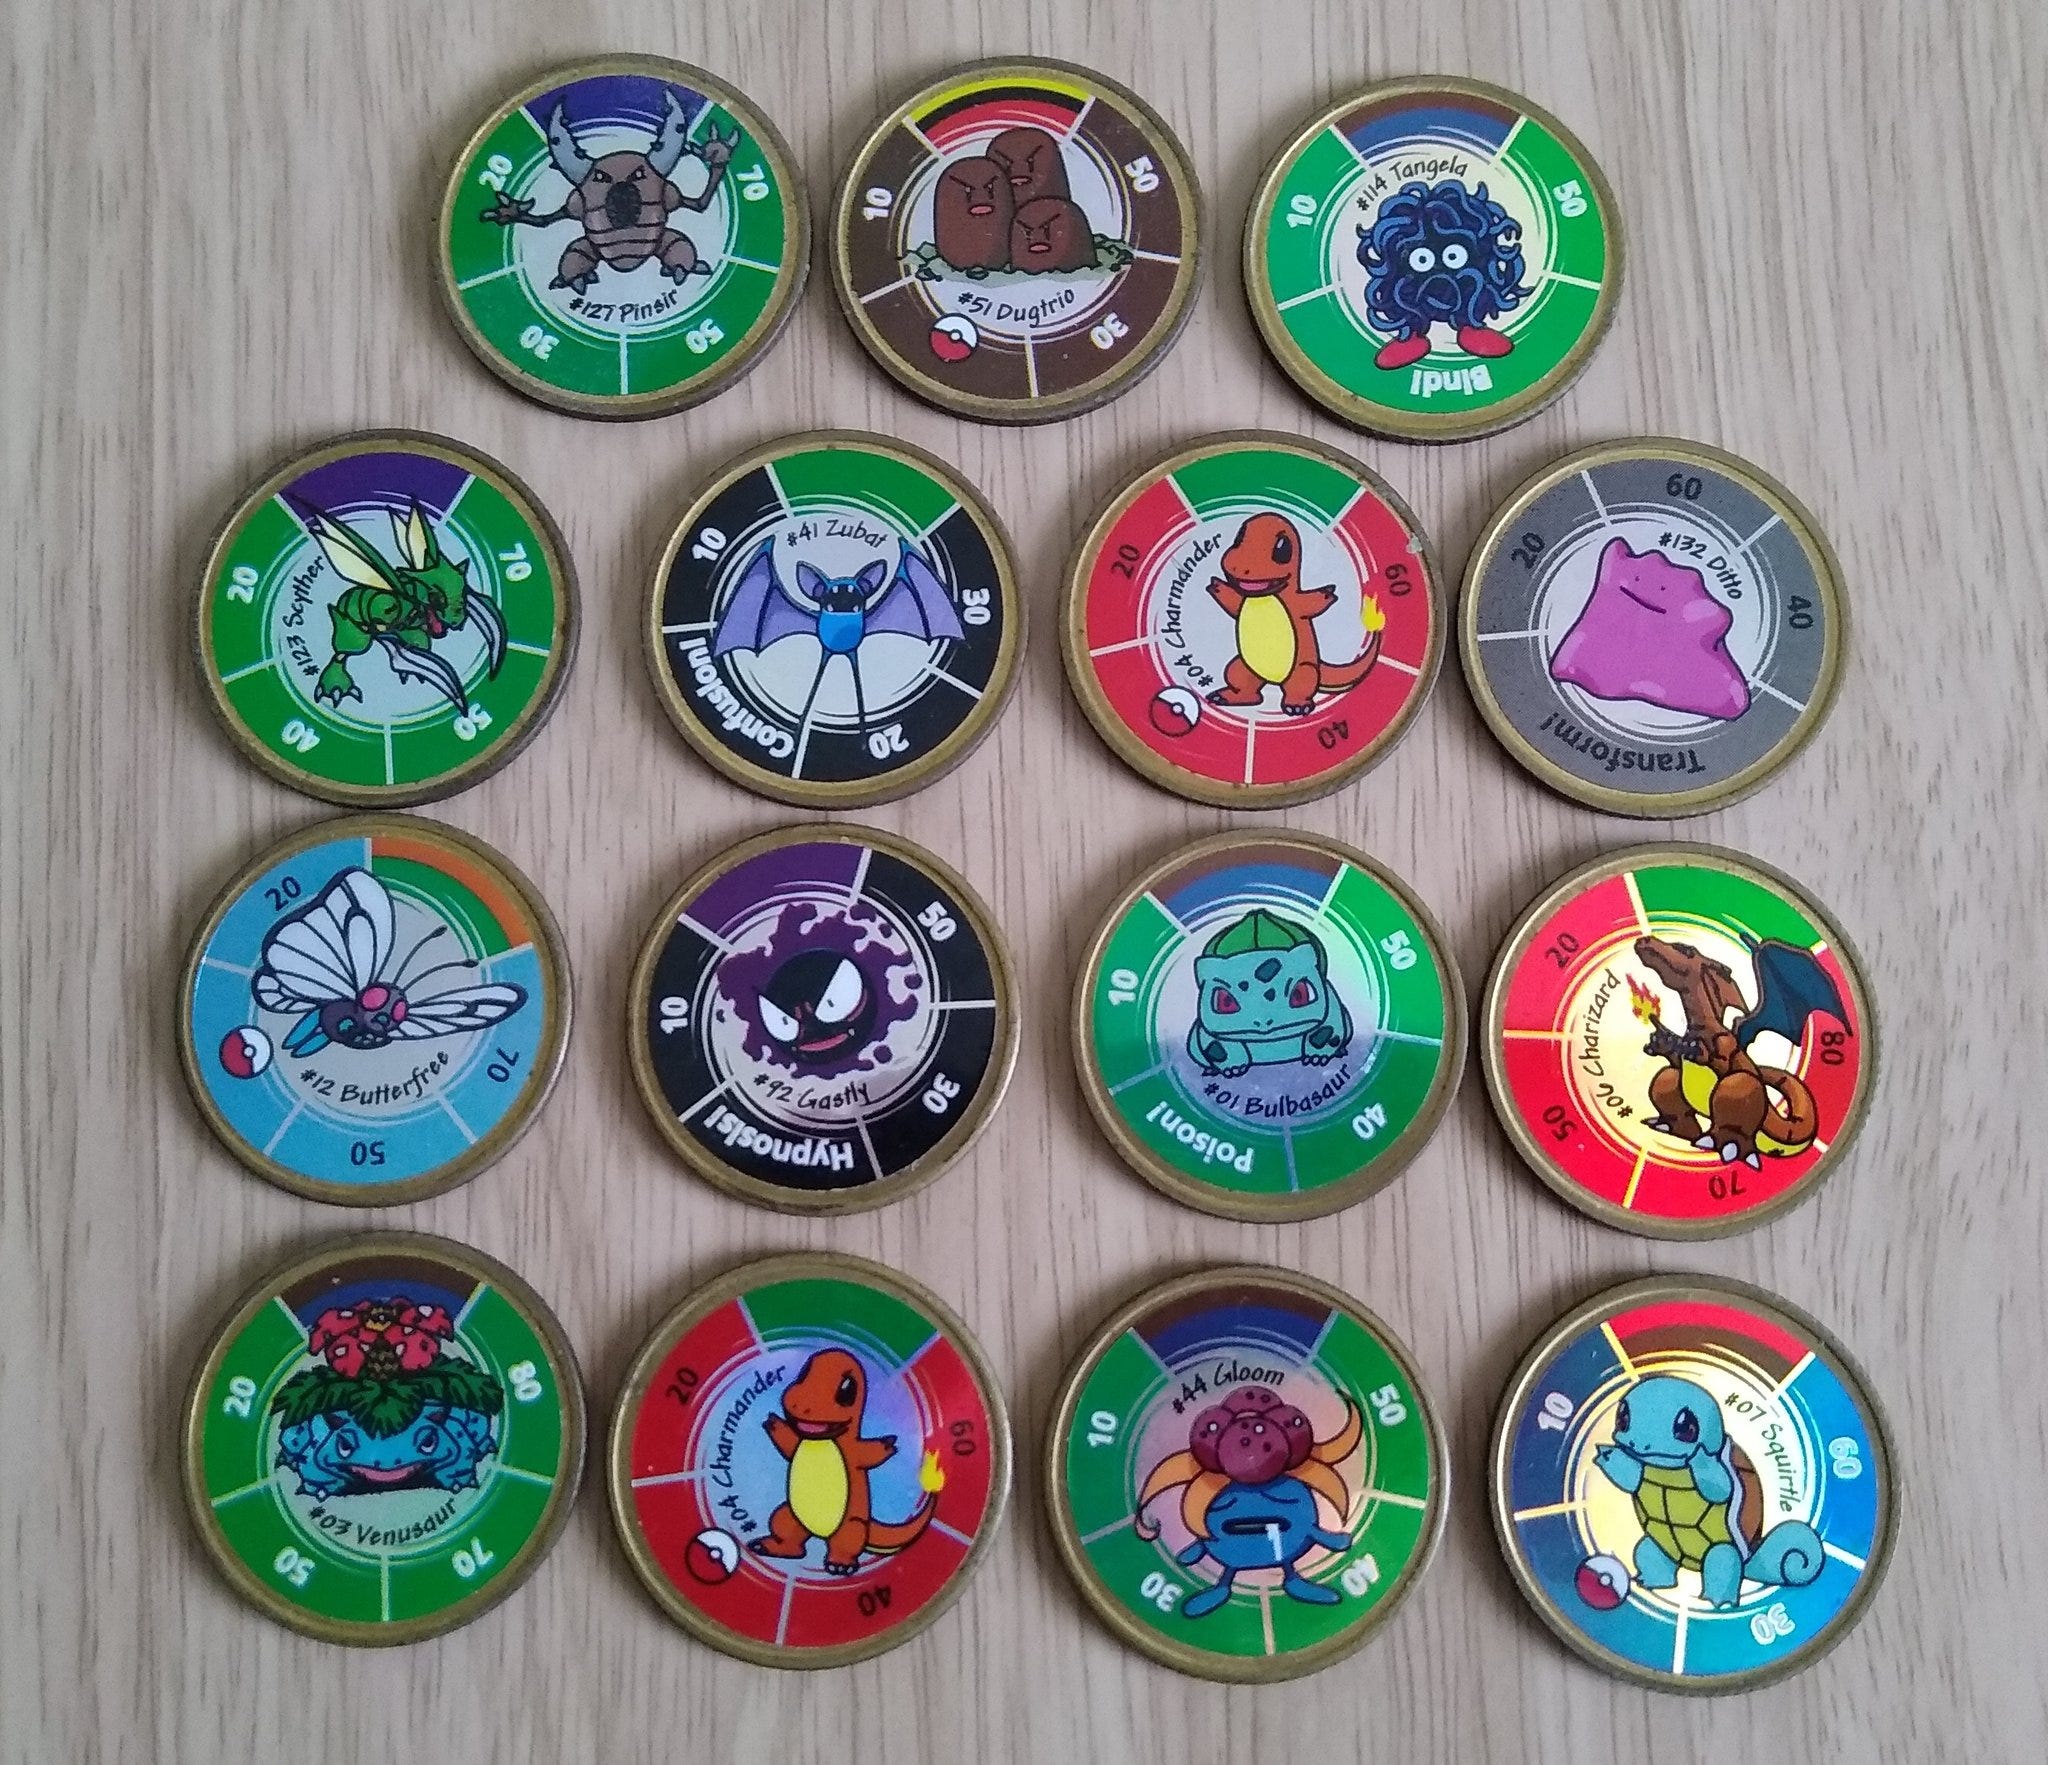 20
70
#127 Pinsir
30
50
10
50
#51 Dugtrio
30
#114 Tangela
10
50
Bind!
20
70
#123 Scyther
40
50
10
#41 Zubat
30
Confusion!
20
20
60
#04 Charmander
40
60
20
#132 Ditto
40
Transform!
20
#12 Butterfree
70
50
50
10
#92 Gastly
30
Hypnosis!
50
10
#01 Bulbasaur
40
Poison!
20
#06 Charizard
80
50
70
20
80
#03 Venusaur
50
70
20
60
#04 Charmander
40
#44 Gloom
10
50
30
40
10
#07 Squirtle
60
30